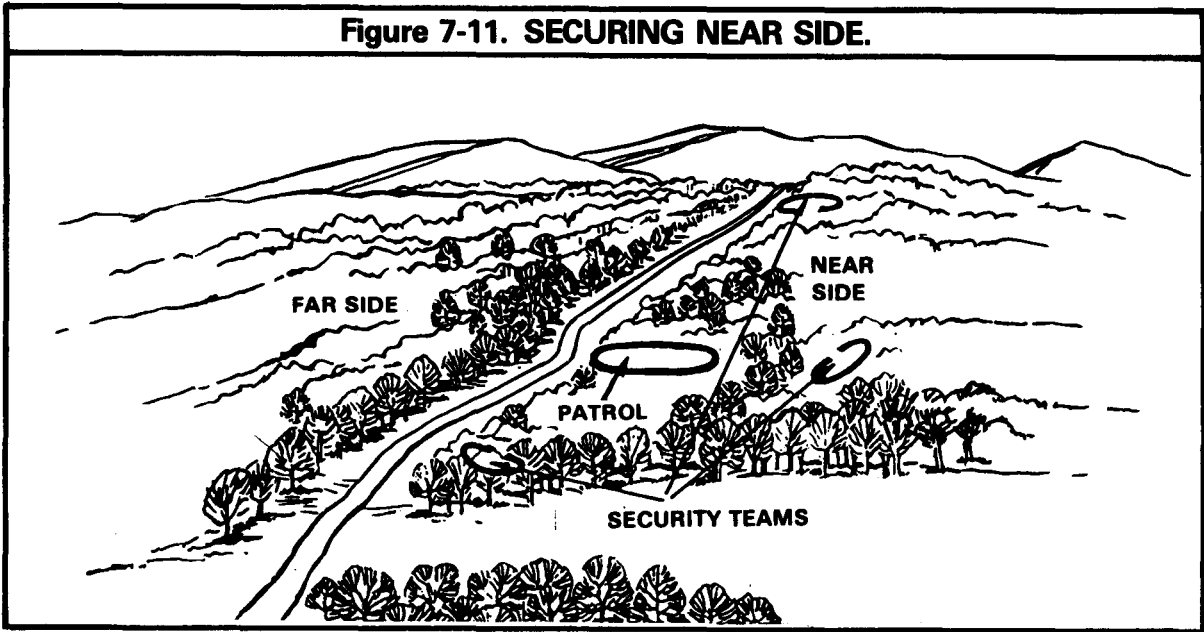 Figure 7-11. SECURING NEAR SIDE.
FAR SIDE
NEAR
SIDE
PATROL
SECURITY TEAMS